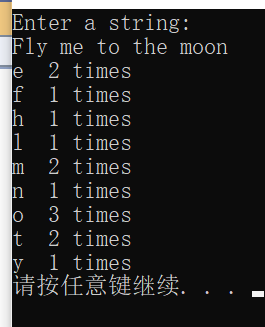 Enter a string:
Fly me to the moon
e  2 times
f  1 times
h  1 times
l  1 times
m  2 times
n  1 times
o  3 times
t  2 times
y  1 times
请按任意键继续. . .